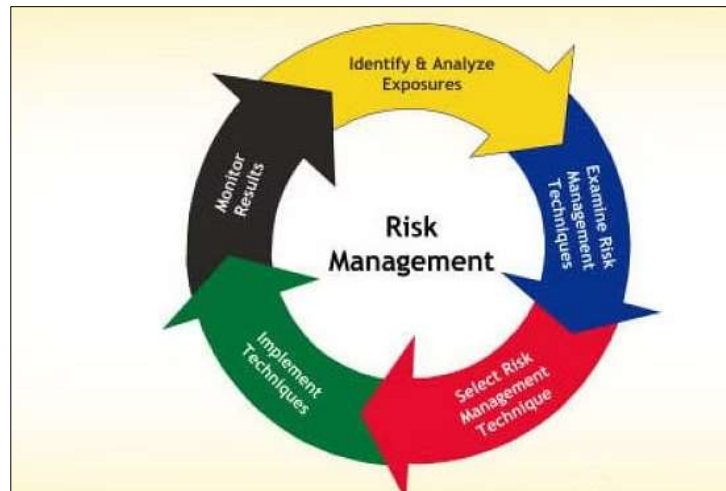 Identify & Analyze
Exposures
Examine Risk
Management
Techniques
Select Risk
Management
Technique
Implement
Techniques
Monitor
Results
Risk
Management